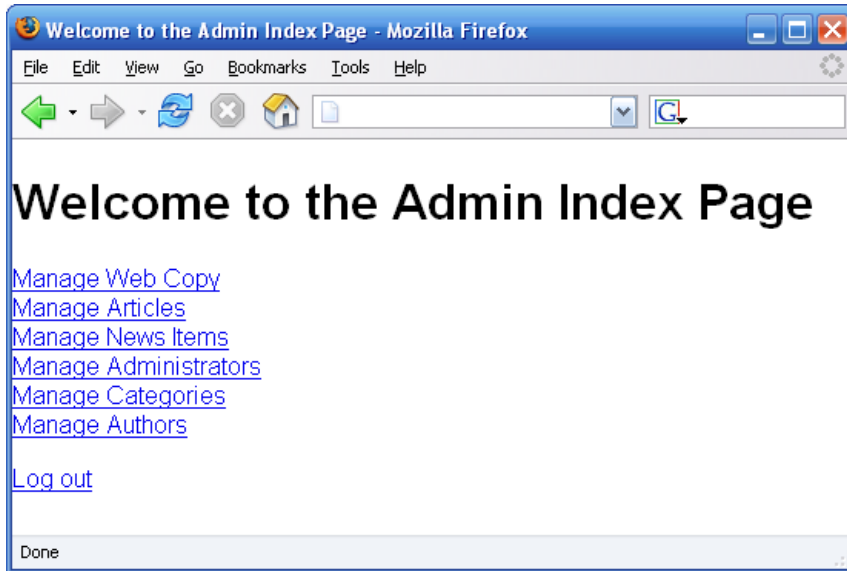 Welcome to the Admin Index Page - Mozilla Firefox
File Edit View Go Bookmarks Tools Help
G
Welcome to the Admin Index Page
Manage Web Copy
Manage Articles
Manage News Items
Manage Administrators
Manage Categories
Manage Authors
Log out
Done